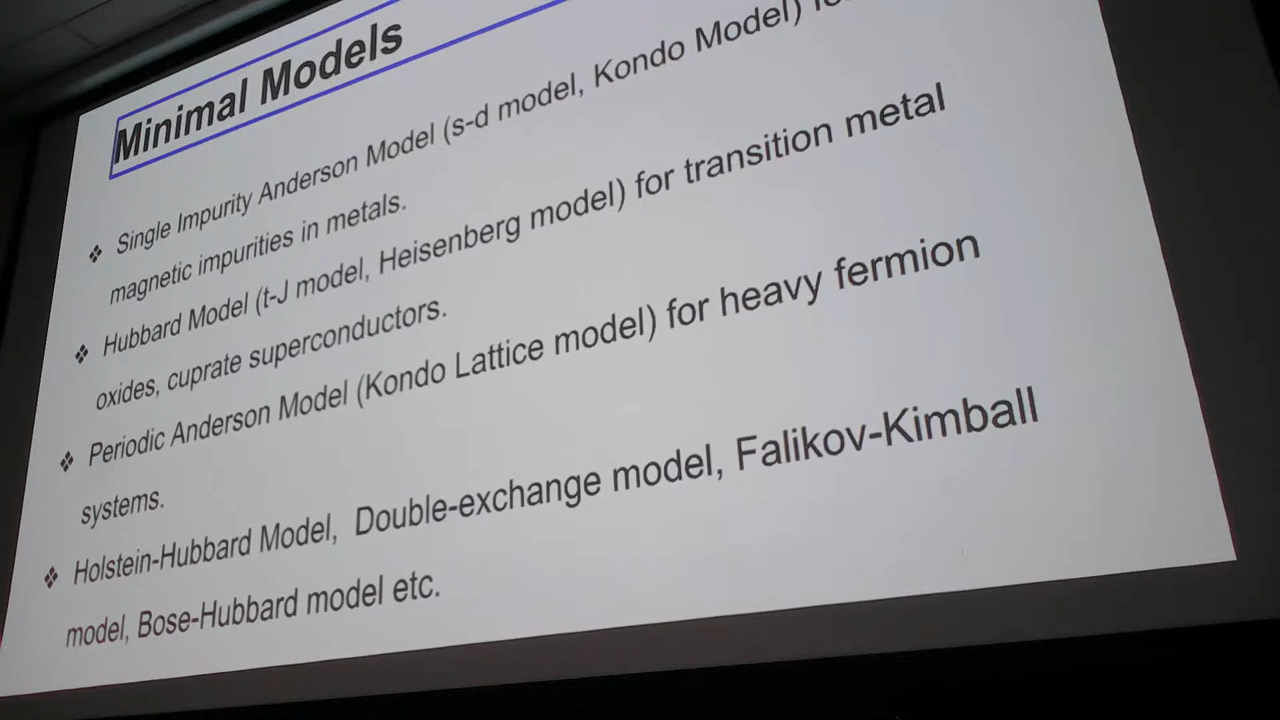 Minimal Models
❖ Single Impurity Anderson Model (s-d model, Kondo Model)
magnetic impurities in metals.
❖ Hubbard Model (t-J model, Heisenberg model) for transition metal
oxides, cuprate superconductors.
❖ Periodic Anderson Model (Kondo Lattice model) for heavy fermion
systems.
❖ Holstein-Hubbard Model, Double-exchange model, Falikov-Kimball
model, Bose-Hubbard model etc.